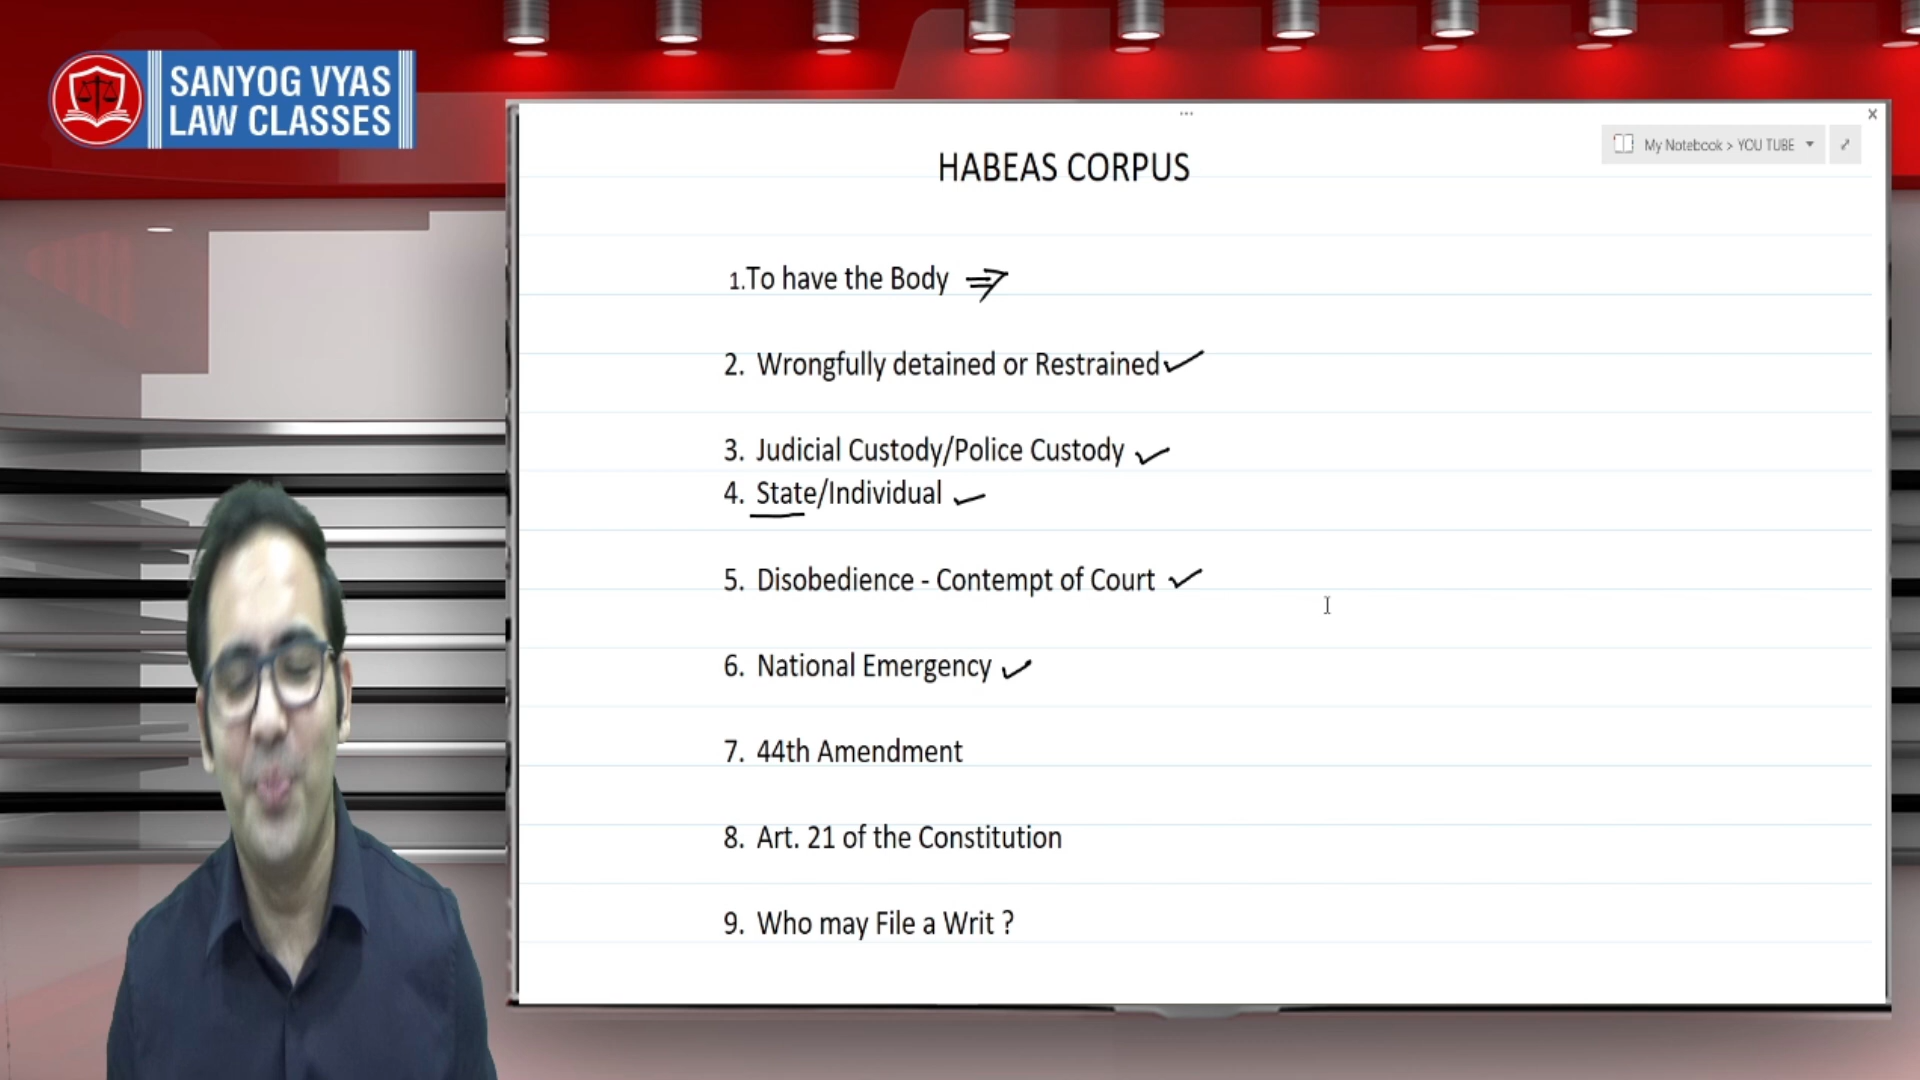 SANYOG VYAS
LAW CLASSES
My Notebook > YOU TUBE
HABEAS CORPUS
1.To have the Body
2. Wrongfully detained or Restrained
3. Judicial Custody/Police Custody
4. State/Individual
5. Disobedience - Contempt of Court
6. National Emergency
7. 44th Amendment
8. Art. 21 of the Constitution
9. Who may File a Writ ?